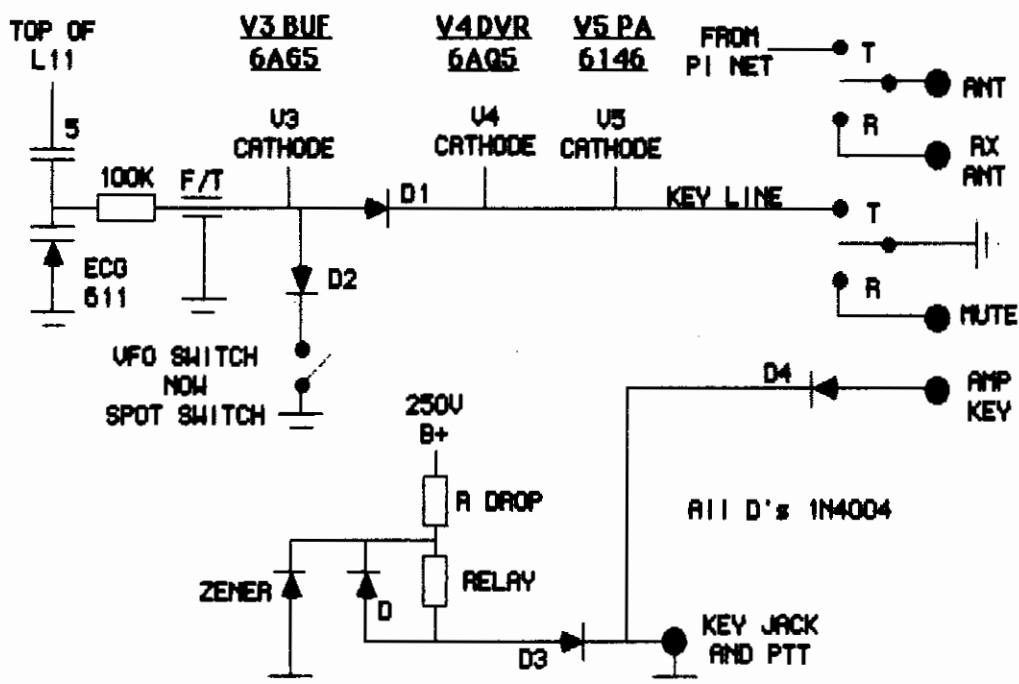 TOP OF
L11
V3 BUF
6AG5
V4 DVR
6AQ5
V5 PA
6146
FROM
PI NET
T
ANT
R
RX
ANT
5
100K
F/T
V3
CATHODE
V4
CATHODE
V5
CATHODE
D1
KEY LINE
T
ECG
611
D2
R
MUTE
VFO SWITCH
NOW
SPOT SWITCH
D4
AMP
KEY
250V
B+
R DROP
All D's 1N4004
ZENER
D
RELAY
D3
KEY JACK
AND PTT